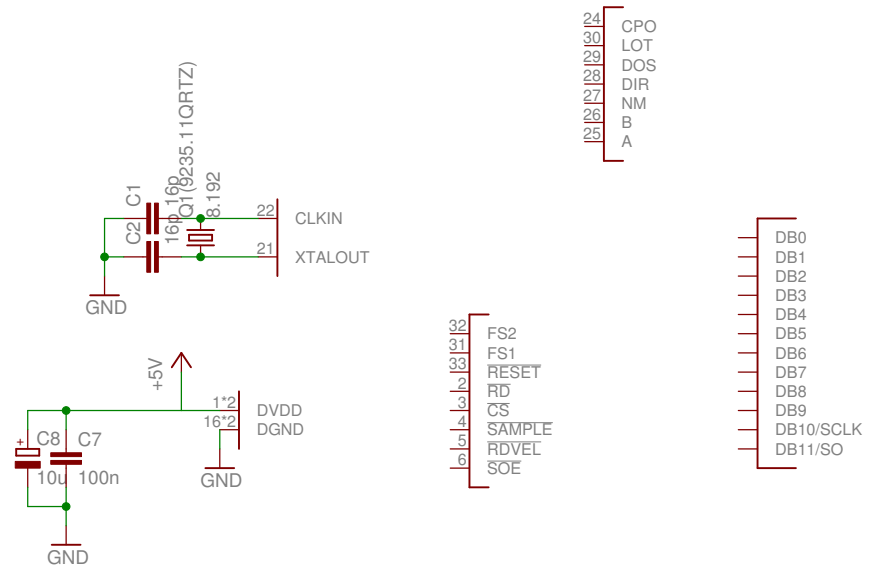 24 CPO
30 LOT
29 DOS
28 DIR
27 NM
26 B
25 A
Q1(9235.11QRTZ)
8.192
C1
16p
C2
16p
22 CLKIN
21 XTALOUT
GND
DB0
DB1
DB2
DB3
DB4
DB5
DB6
DB7
DB8
DB9
DB10/SCLK
DB11/SO
32 FS2
31 FS1
33 RESET
2 RD
3 CS
4 SAMPLE
5 RDVEL
6 SOE
+5V
1*2 DVDD
16*2 DGND
GND
+
C8
10u
C7
100n
GND